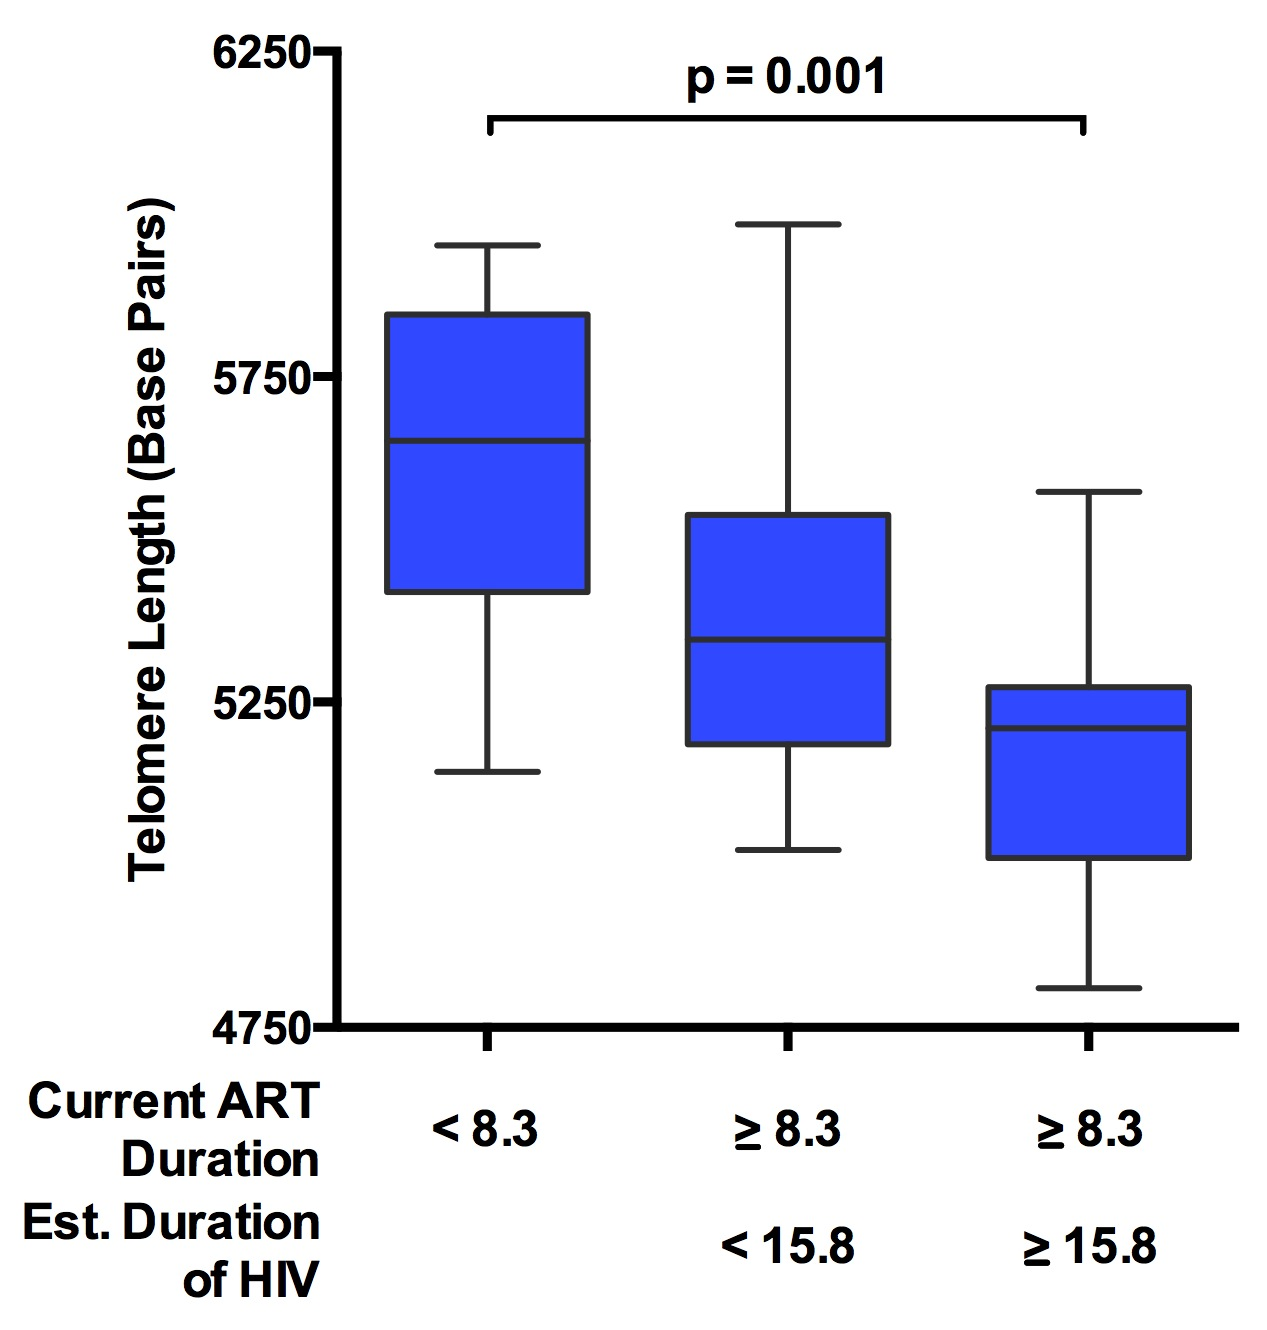 6250
p = 0.001
5750
5250
4750
Telomere Length (Base Pairs)
Current ART
Duration
< 8.3
≥ 8.3
≥ 8.3
Est. Duration
of HIV
< 15.8
≥ 15.8